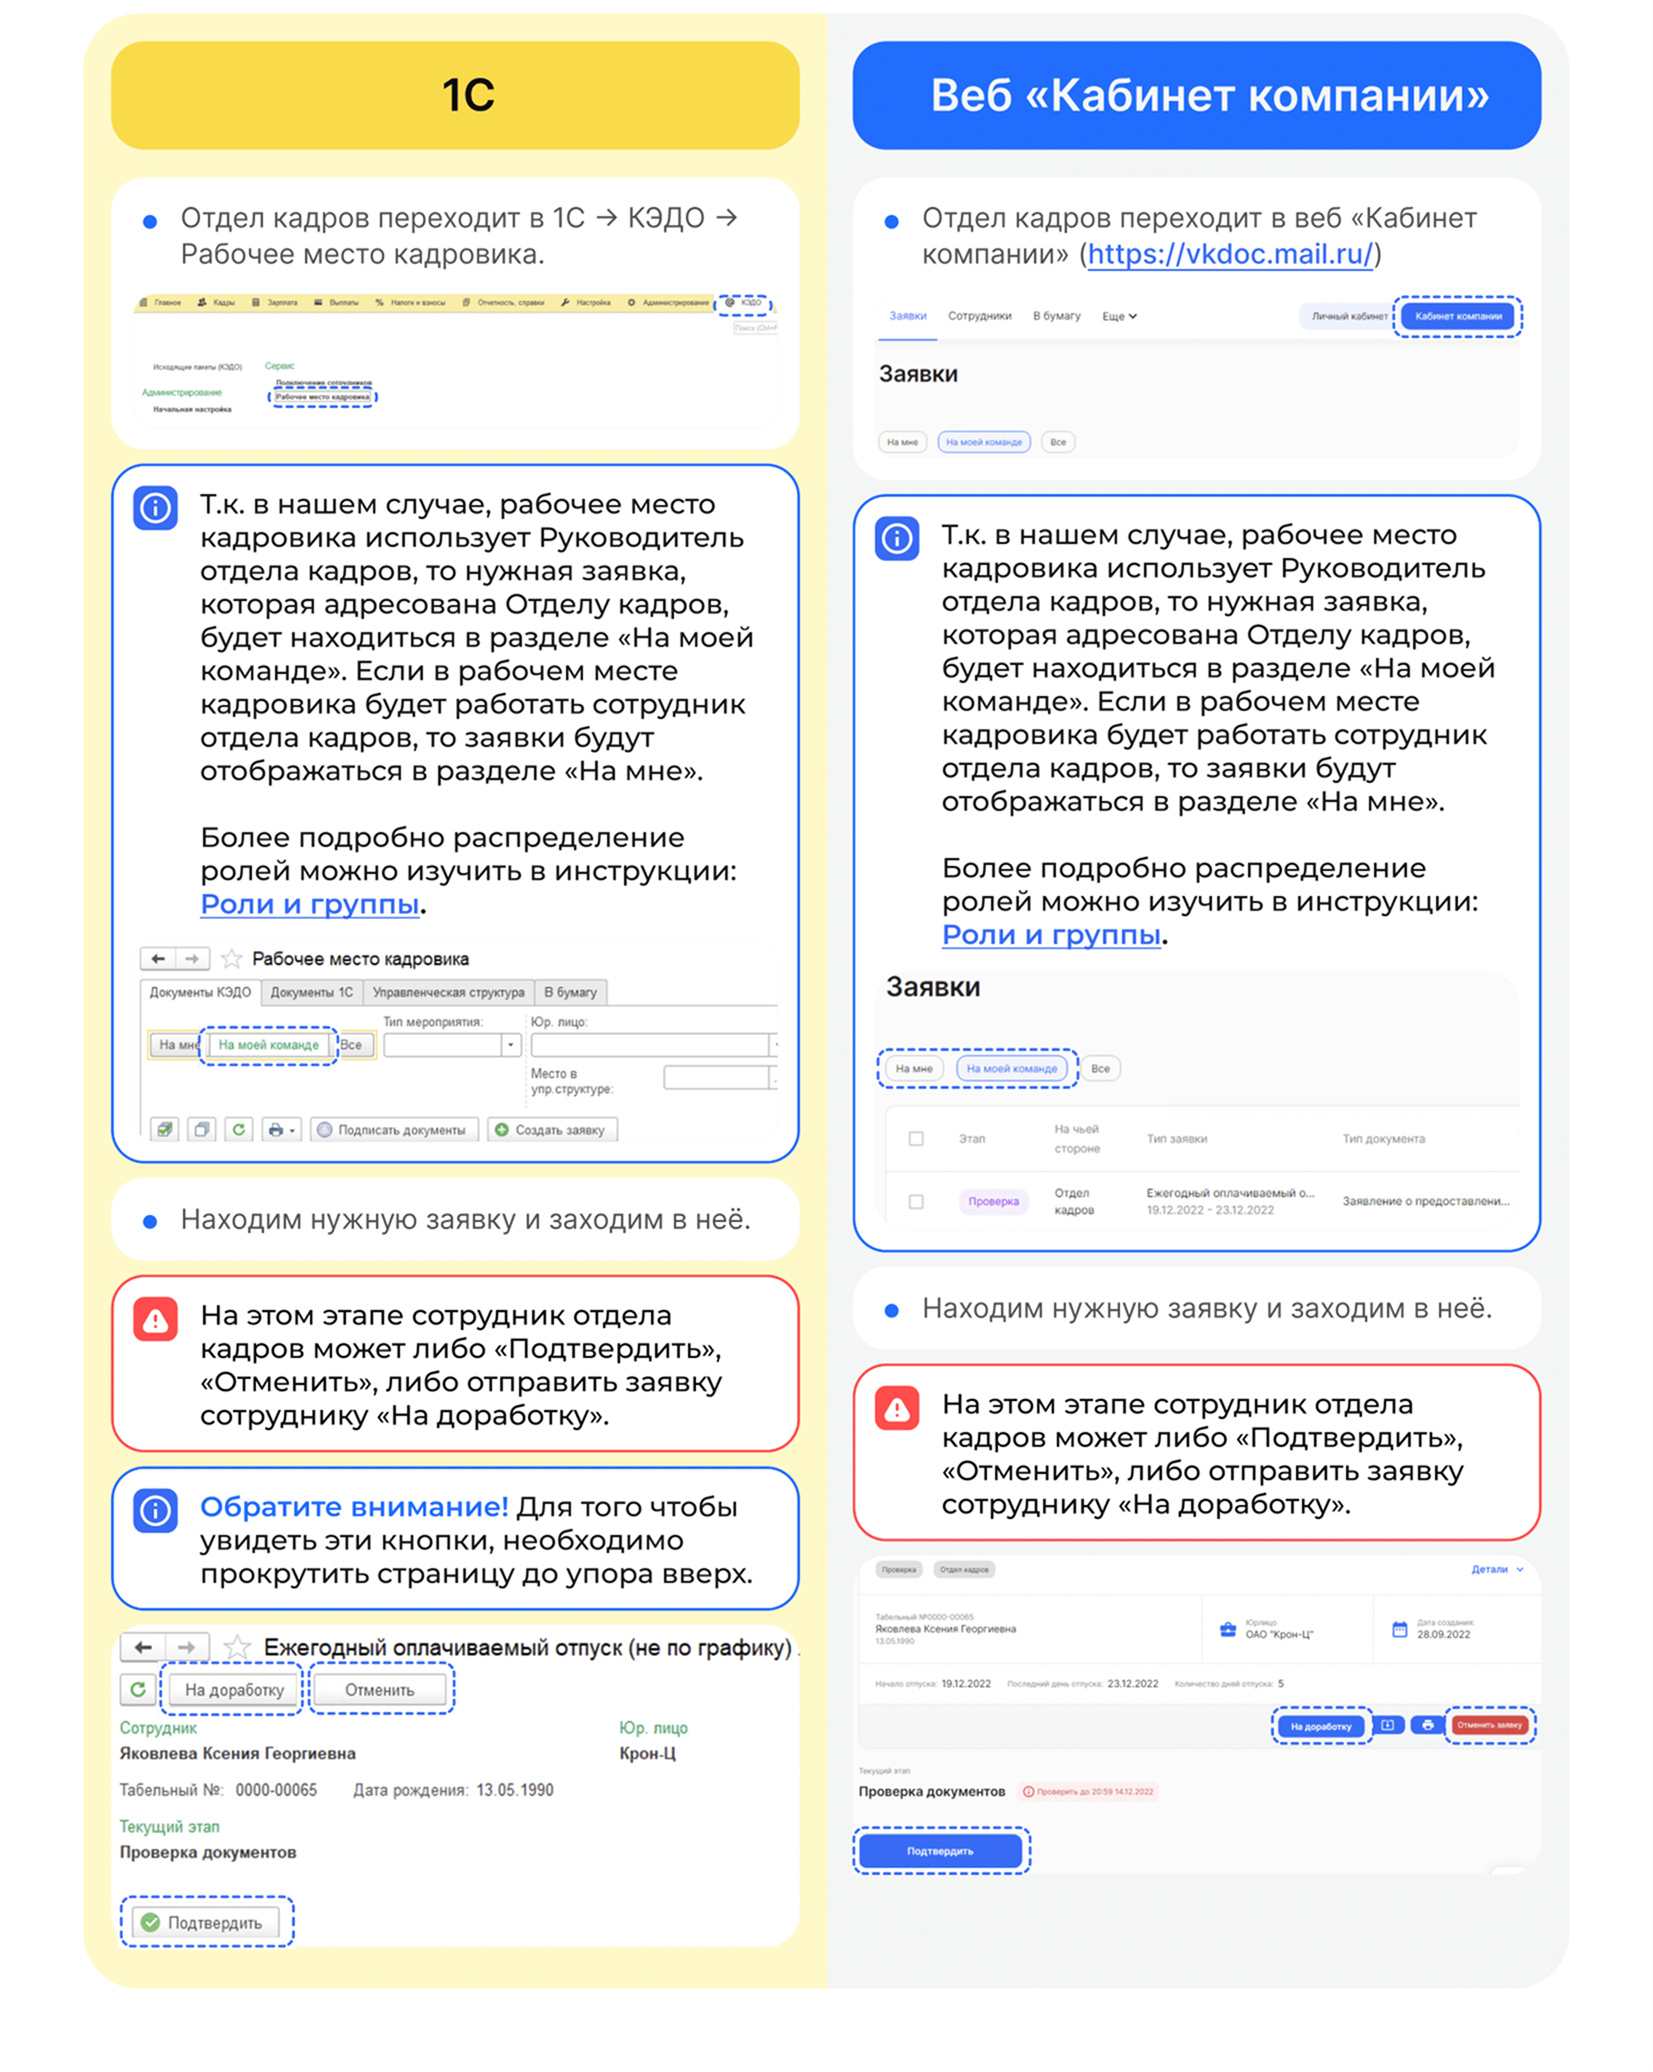 1С
Отдел кадров переходит в 1С → КЭДО →
Рабочее место кадровика.
Главное Кадры Зарплата Выплаты % Налоги и взносы Отчетность, справки Настройка Администрирование КЭДО
Поиск (Ctrl+F
Исходящие пакеты (КЭДО) Сервис
Подключение сотрудников
Администрирование Рабочее место кадровика
Начальная настройка
Т.к. в нашем случае, рабочее место
кадровика использует Руководитель
отдела кадров, то нужная заявка,
которая адресована Отделу кадров,
будет находиться в разделе «На моей
команде». Если в рабочем месте
кадровика будет работать сотрудник
отдела кадров, то заявки будут
отображаться в разделе «На мне».
Более подробно распределение
ролей можно изучить в инструкции:
Роли и группы.
Рабочее место кадровика
Документы КЭДО Документы 1С Управленческая структура В бумагу
Тип мероприятия: Юр. лицо:
На мне На моей команде Все
Место в
упр.структуре:
Подписать документы Создать заявку
Находим нужную заявку и заходим в неё.
На этом этапе сотрудник отдела
кадров может либо «Подтвердить»,
«Отменить», либо отправить заявку
сотруднику «На доработку».
Обратите внимание! Для того чтобы
увидеть эти кнопки, необходимо
прокрутить страницу до упора вверх.
Ежегодный оплачиваемый отпуск (не по графику)
На доработку Отменить
Сотрудник Юр. лицо
Яковлева Ксения Георгиевна Крон-Ц
Табельный №: 0000-00065 Дата рождения: 13.05.1990
Текущий этап
Проверка документов
Подтвердить
Веб «Кабинет компании»
Отдел кадров переходит в веб «Кабинет
компании» (https://vkdoc.mail.ru/)
Заявки Сотрудники В бумагу Еще Личный кабинет Кабинет компании
Заявки
На мне На моей команде Все
Т.к. в нашем случае, рабочее место
кадровика использует Руководитель
отдела кадров, то нужная заявка,
которая адресована Отделу кадров,
будет находиться в разделе «На моей
команде». Если в рабочем месте
кадровика будет работать сотрудник
отдела кадров, то заявки будут
отображаться в разделе «На мне».
Более подробно распределение
ролей можно изучить в инструкции:
Роли и группы.
Заявки
На мне На моей команде Все
Этап На чьей стороне Тип заявки Тип документа
Проверка Отдел кадров Ежегодный оплачиваемый о... Заявление о предоставлени...
19.12.2022 - 23.12.2022
Находим нужную заявку и заходим в неё.
На этом этапе сотрудник отдела
кадров может либо «Подтвердить»,
«Отменить», либо отправить заявку
сотруднику «На доработку».
Проверка Отдел кадров Детали
Табельный №0000-00065 Юрлицо Дата создания:
Яковлева Ксения Георгиевна ОАО "Крон-Ц" 28.09.2022
13.05.1990
Начало отпуска: 19.12.2022 Последний день отпуска: 23.12.2022 Количество дней отпуска: 5
На доработку Отменить заявку
Текущий этап
Проверка документов Проверить до 20:59 14.12.2022
Подтвердить